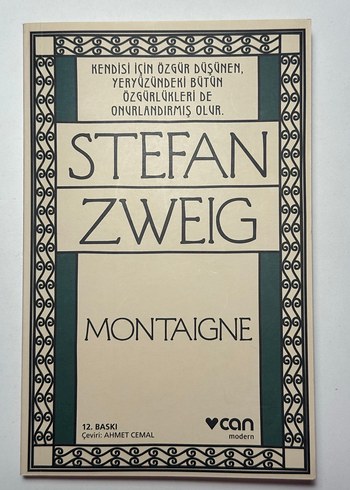 KENDİSİ İÇİN ÖZGÜR DÜŞÜNEN,
YERYÜZÜNDEKİ BÜTÜN
ÖZGÜRLÜKLERİ DE
ONURLANDIRMIŞ OLUR.
STEFAN
ZWEIG
MONTAIGNE
12. BASKI
Çeviri: AHMET CEMAL
can
modern